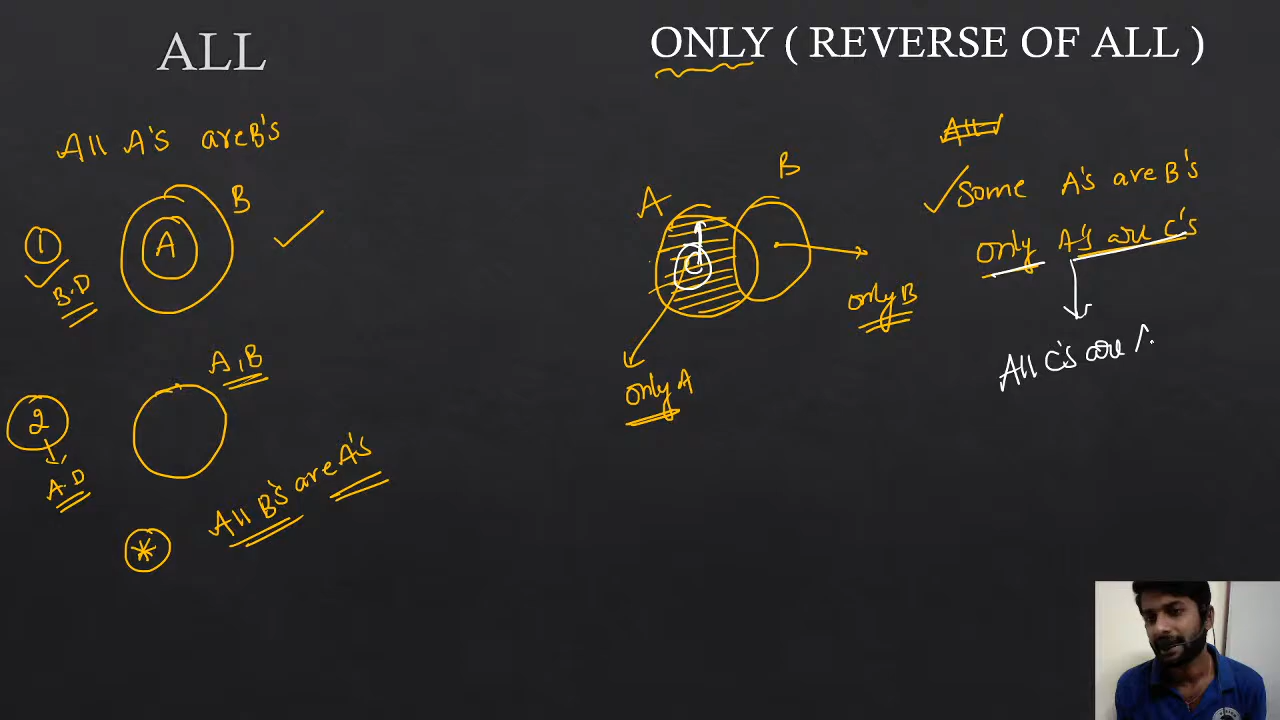 ALL
All A's are B's
B
A
1
B.D
A,B
2
A.D
All B's are A's
*
ONLY ( REVERSE OF ALL )
All
Some A's are B's
only A's are C's
All C's are
A
B
C
only B
only A